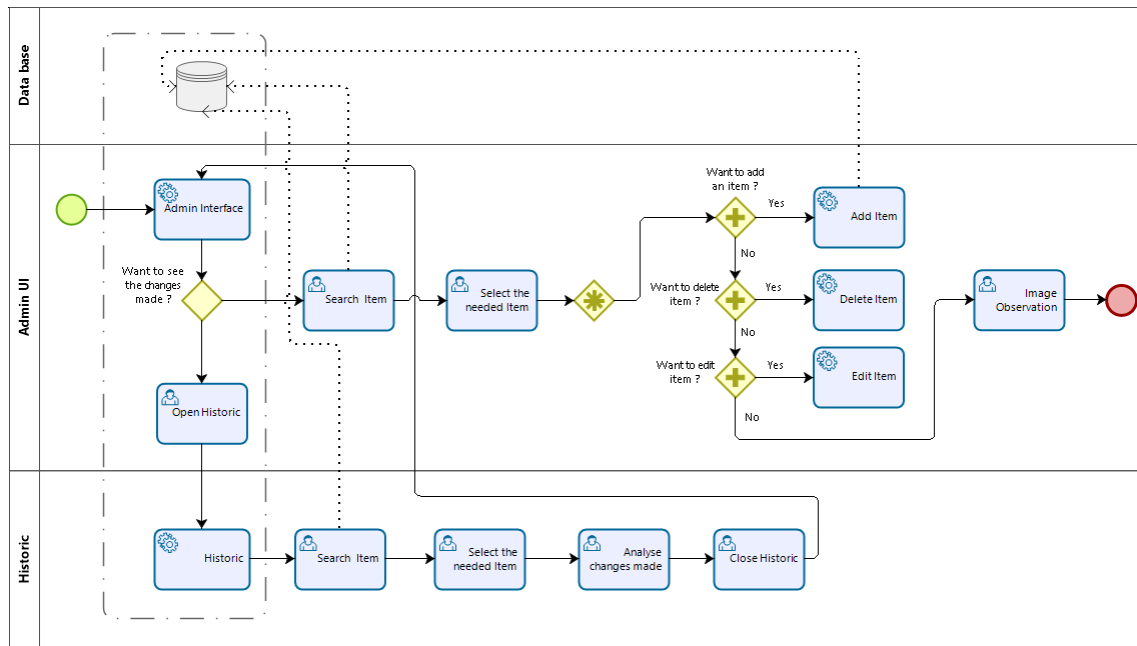 Data base
Admin UI
Admin Interface
Want to see
the changes
made ?
Search Item
Select the
needed Item
Want to add
an item ?
Yes
Add Item
No
Want to delete
item ?
Yes
Delete Item
No
Want to edit
item ?
Yes
Edit Item
No
Image
Observation
Open Historic
Historic
Historic
Search Item
Select the
needed Item
Analyse
changes made
Close Historic